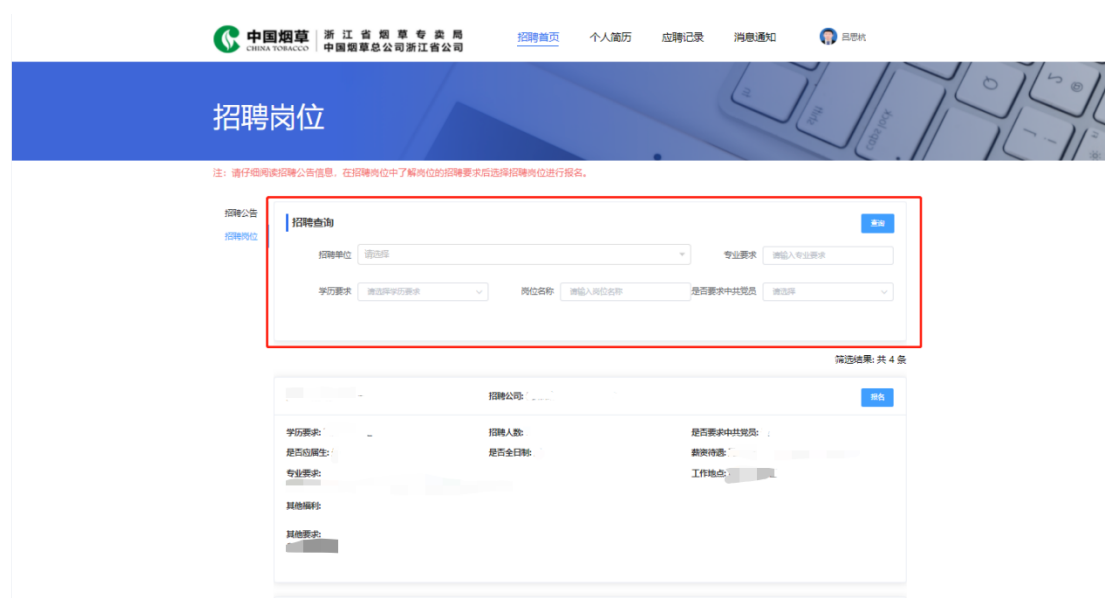 中国烟草
CHINA TOBACCO
浙江省烟草专卖局
中国烟草总公司浙江省公司
招聘首页 个人简历 应聘记录 消息通知 吕思杭
招聘岗位
注：请仔细阅读招聘公告信息，在招聘岗位中了解岗位的招聘要求后选择招聘岗位进行报名。
招聘公告
招聘岗位
招聘查询 查询
招聘单位 请选择 专业要求 请输入专业要求
学历要求 请选择学历要求 岗位名称 请输入岗位名称 是否要求中共党员 请选择
筛选结果: 共 4 条
招聘公司: 报名
学历要求: 招聘人数: 是否要求中共党员:
是否应届生: 是否全日制: 薪资待遇:
专业要求: 工作地点:
其他福利:
其他要求: